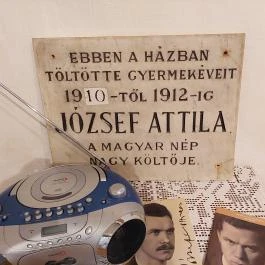 EBBEN A HÁZBAN
TÖLTÖTTE GYERMEKÉVEIT
1910-TŐL 1912-IG
JÓZSEF ATTILA
A MAGYAR NÉP
NAGY KÖLTŐJE.